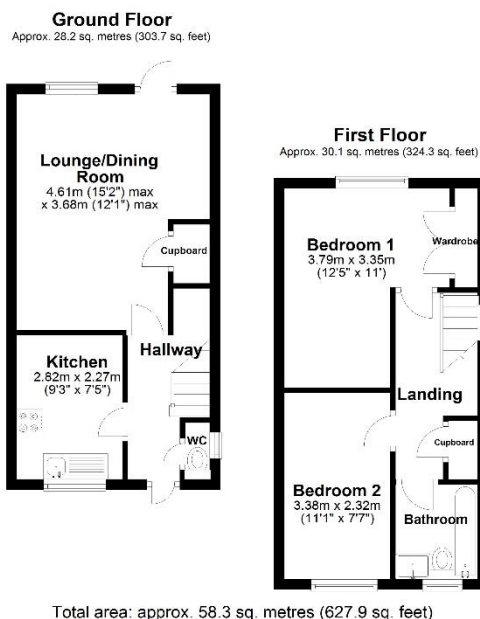 Ground Floor
Approx. 28.2 sq. metres (303.7 sq. feet)
Lounge/Dining
Room
4.61m (15'2") max
x 3.68m (12'1") max
Cupboard
Kitchen
2.82m x 2.27m
(9'3" x 7'5")
Hallway
WC
First Floor
Approx. 30.1 sq. metres (324.3 sq. feet)
Bedroom 1
3.79m x 3.35m
(12'5" x 11')
Wardrobe
Landing
Cupboard
Bedroom 2
3.38m x 2.32m
(11'1" x 7'7")
Bathroom
Total area: approx. 58.3 sq. metres (627.9 sq. feet)